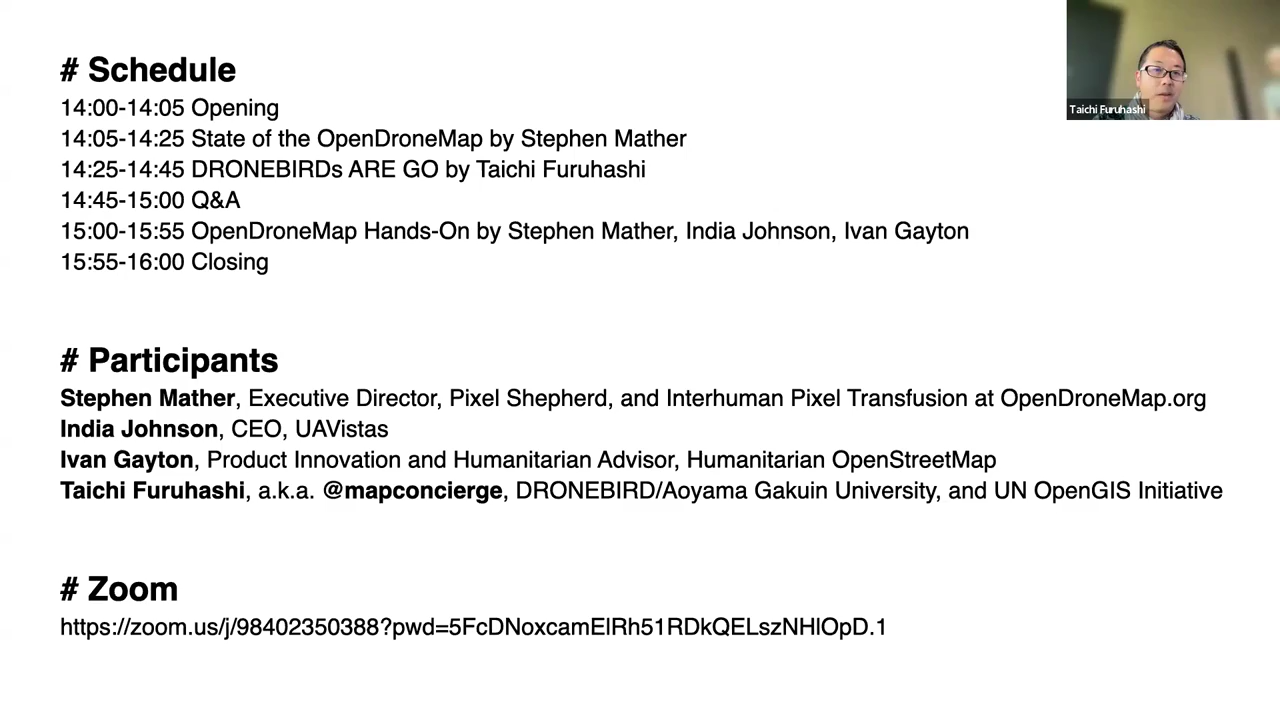 # Schedule
14:00-14:05 Opening
14:05-14:25 State of the OpenDroneMap by Stephen Mather
14:25-14:45 DRONEBIRDs ARE GO by Taichi Furuhashi
14:45-15:00 Q&A
15:00-15:55 OpenDroneMap Hands-On by Stephen Mather, India Johnson, Ivan Gayton
15:55-16:00 Closing
# Participants
Stephen Mather, Executive Director, Pixel Shepherd, and Interhuman Pixel Transfusion at OpenDroneMap.org
India Johnson, CEO, UAVistas
Ivan Gayton, Product Innovation and Humanitarian Advisor, Humanitarian OpenStreetMap
Taichi Furuhashi, a.k.a. @mapconcierge, DRONEBIRD/Aoyama Gakuin University, and UN OpenGIS Initiative
# Zoom
https://zoom.us/j/98402350388?pwd=5FcDNoxcamElRh51RDkQELszNHlOpD.1
Taichi Furuhashi